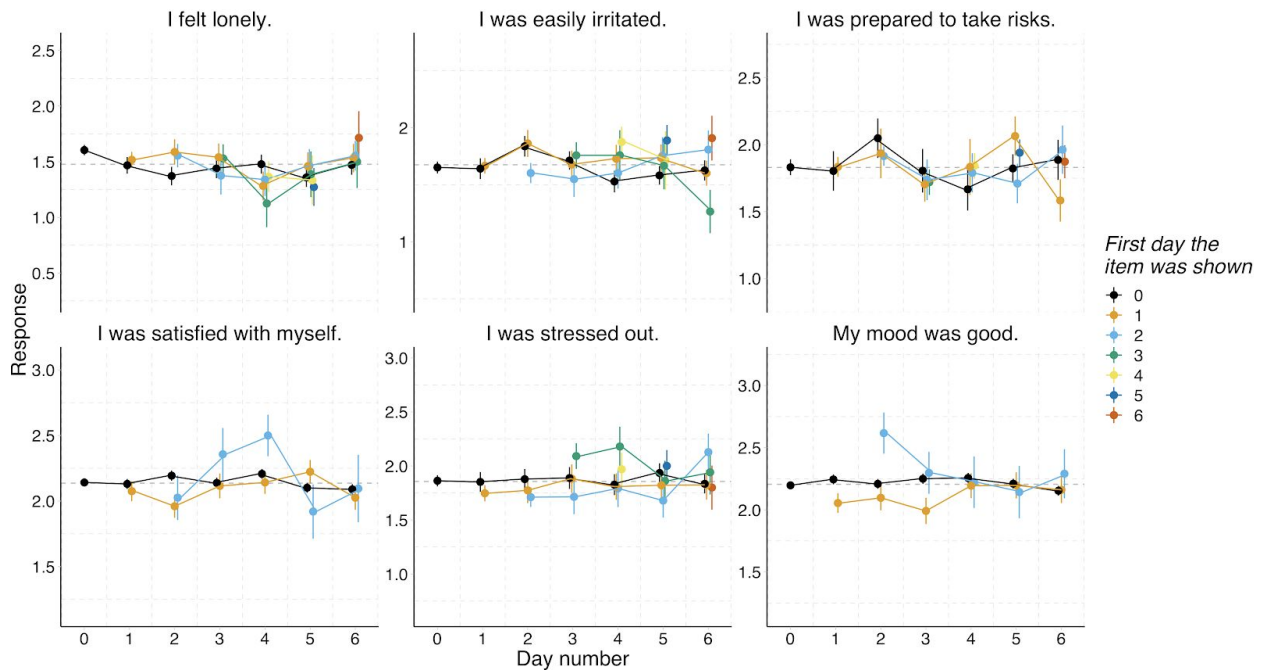 I felt lonely.
I was easily irritated.
I was prepared to take risks.
2.5
2.0
1.5
1.0
0.5
2
1
2.5
2.0
1.5
1.0
Response
I was satisfied with myself.
I was stressed out.
My mood was good.
3.0
2.5
2.0
1.5
3.0
2.5
2.0
1.5
1.0
3.0
2.5
2.0
1.5
0 1 2 3 4 5 6
0 1 2 3 4 5 6
0 1 2 3 4 5 6
Day number
First day the
item was shown
0
1
2
3
4
5
6